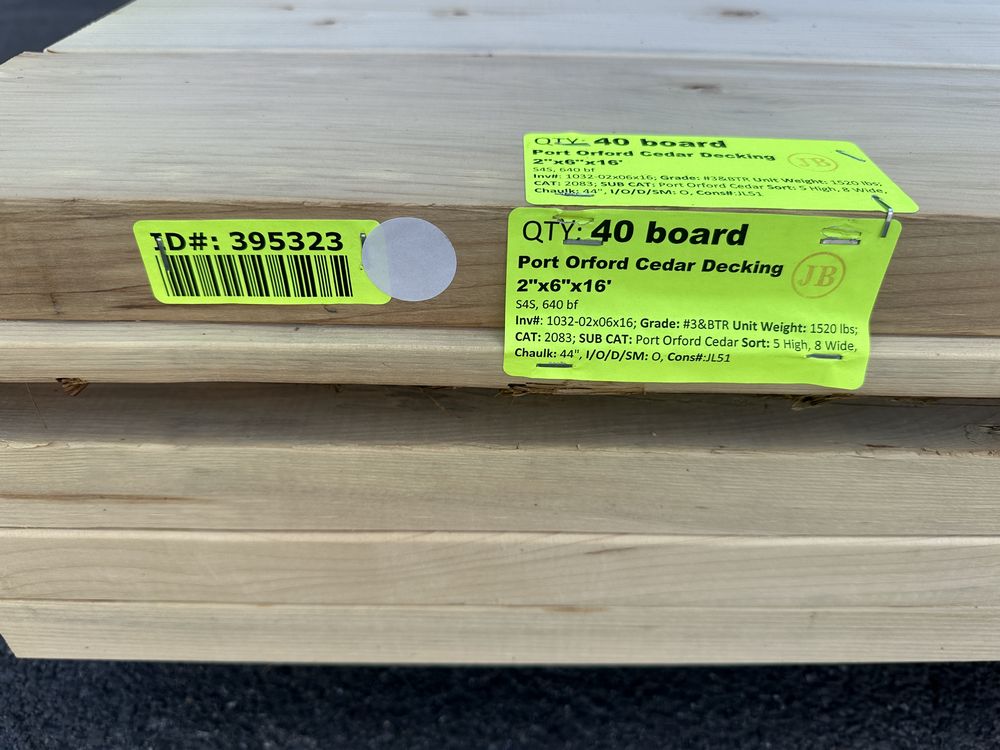 QTY: 40 board
Port Orford Cedar Decking
2"x6"x16'
S4S, 640 bf
Inv#: 1032-02x06x16; Grade: #3&BTR Unit Weight: 1520 lbs;
CAT: 2083; SUB CAT: Port Orford Cedar Sort: 5 High, 8 Wide,
Chaulk: 44", I/O/D/SM: O, Cons#:JL51
JB
ID#: 395323
QTY: 40 board
Port Orford Cedar Decking
2"x6"x16'
S4S, 640 bf
Inv#: 1032-02x06x16; Grade: #3&BTR Unit Weight: 1520 lbs;
CAT: 2083; SUB CAT: Port Orford Cedar Sort: 5 High, 8 Wide,
Chaulk: 44", I/O/D/SM: O, Cons#:JL51
JB